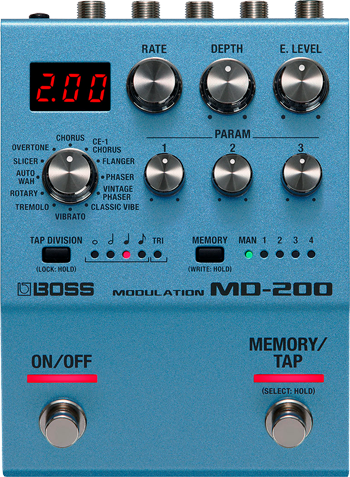 RATE DEPTH E. LEVEL
2.00
PARAM
1 2 3
CHORUS
CE-1 CHORUS
FLANGER
PHASER
VINTAGE PHASER
CLASSIC VIBE
VIBRATO
TREMOLO
ROTARY
AUTO WAH
SLICER
OVERTONE
TAP DIVISION
(LOCK: HOLD)
TRI
MEMORY
(WRITE: HOLD)
MAN 1 2 3 4
BOSS MODULATION MD-200
ON/OFF
MEMORY/
TAP
(SELECT: HOLD)